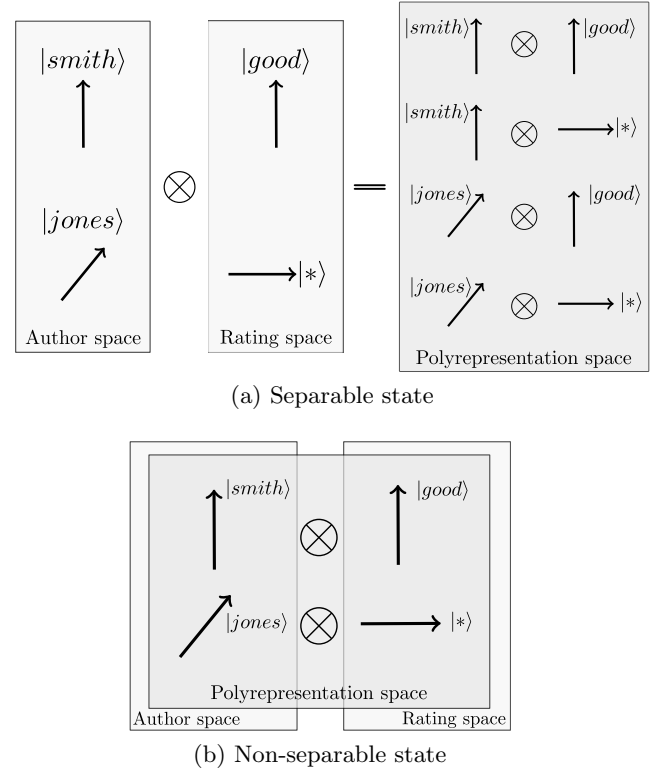 |smith⟩ ⊗ |good⟩ = |smith⟩ ⊗ |good⟩
|smith⟩ ⊗ |*⟩
|jones⟩ |*⟩ |jones⟩ ⊗ |good⟩
|jones⟩ ⊗ |*⟩
Author space Rating space Polyrepresentation space
(a) Separable state
|smith⟩ ⊗ |good⟩
|jones⟩ ⊗ |*⟩
Polyrepresentation space
Author space Rating space
(b) Non-separable state